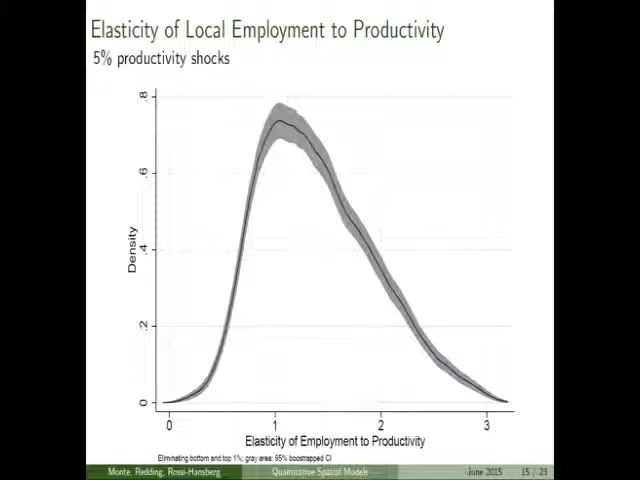 Elasticity of Local Employment to Productivity
5% productivity shocks
Density
.8
.6
.4
.2
0
0 1 2 3
Elasticity of Employment to Productivity
Eliminating bottom and top 1%; gray area: 95% boostrapped CI
Monte, Redding, Rossi-Hansberg Quantitative Spatial Models June 2015 15 / 23